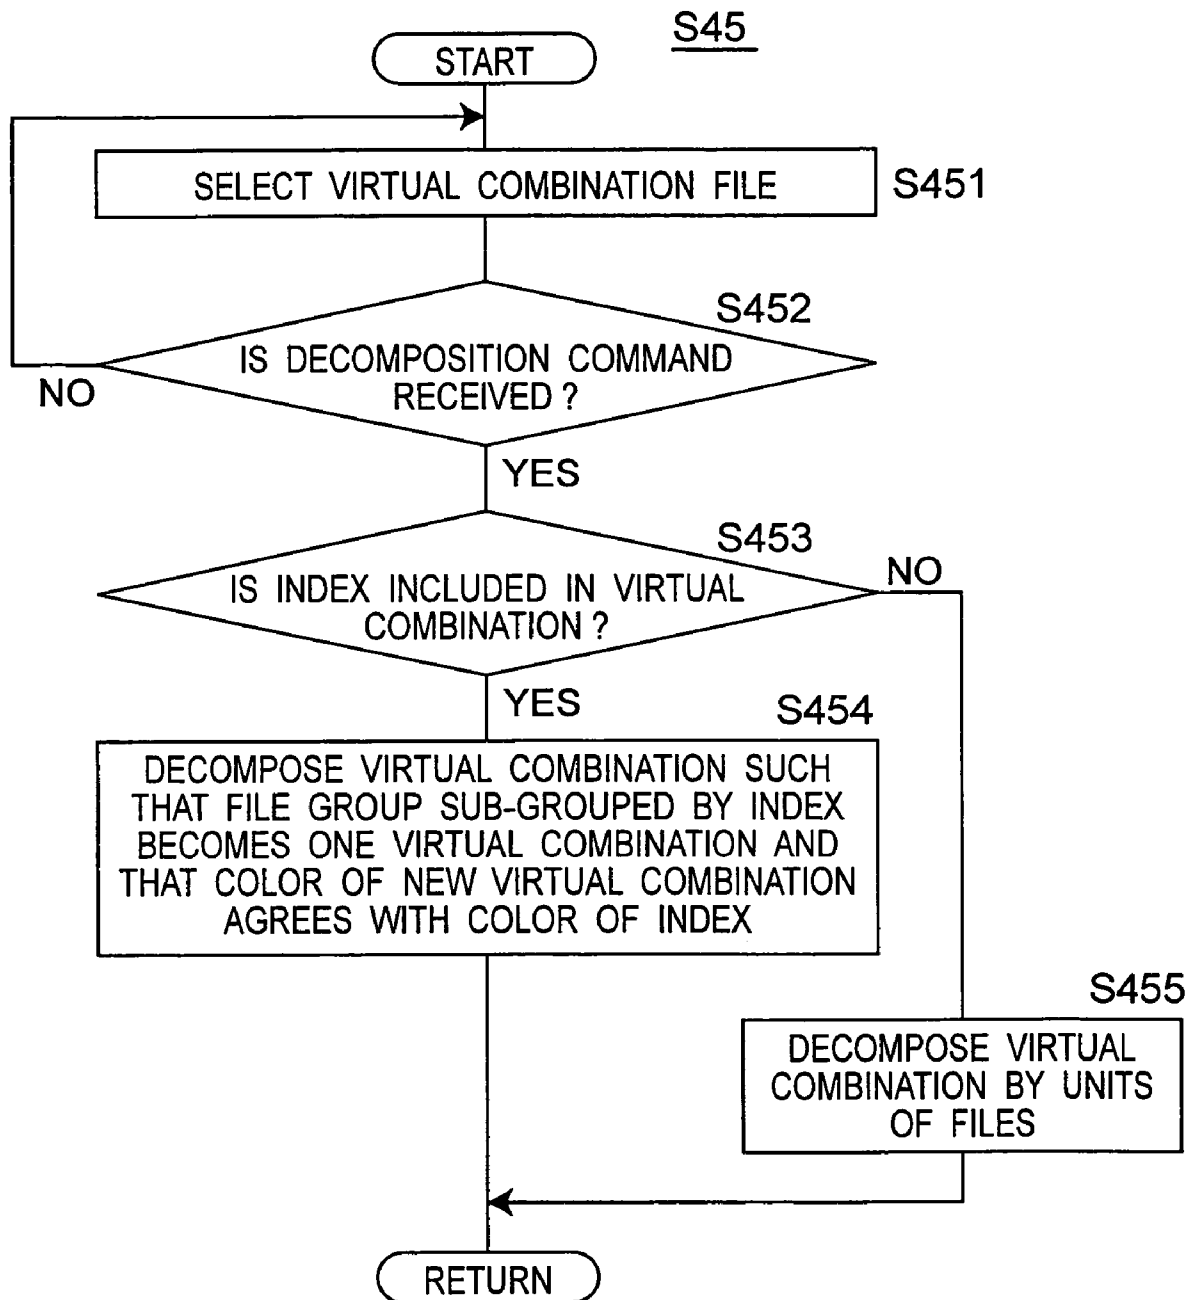 S45
START
SELECT VIRTUAL COMBINATION FILE
S451
S452
IS DECOMPOSITION COMMAND
RECEIVED ?
NO
YES
S453
IS INDEX INCLUDED IN VIRTUAL
COMBINATION ?
NO
YES
S454
DECOMPOSE VIRTUAL COMBINATION SUCH
THAT FILE GROUP SUB-GROUPED BY INDEX
BECOMES ONE VIRTUAL COMBINATION AND
THAT COLOR OF NEW VIRTUAL COMBINATION
AGREES WITH COLOR OF INDEX
S455
DECOMPOSE VIRTUAL
COMBINATION BY UNITS
OF FILES
RETURN